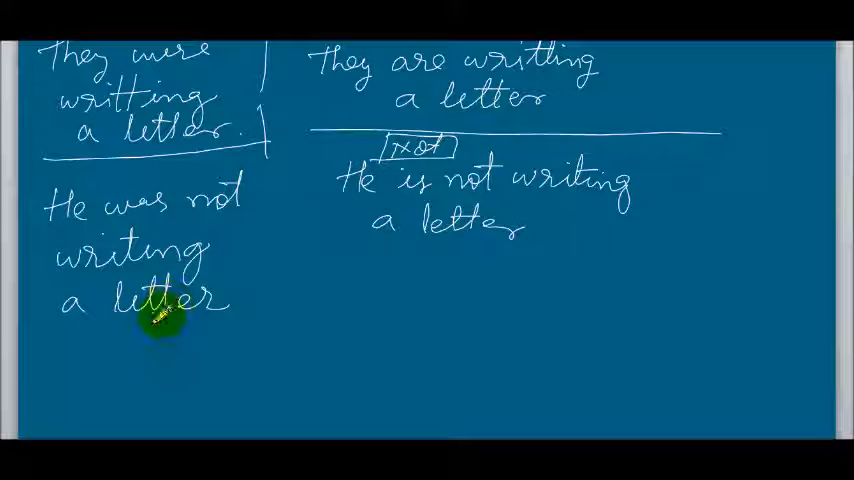 They were
writting
a letter.
He was not
writing
a letter
They are writting
a letter
Not
He is not writing
a letter